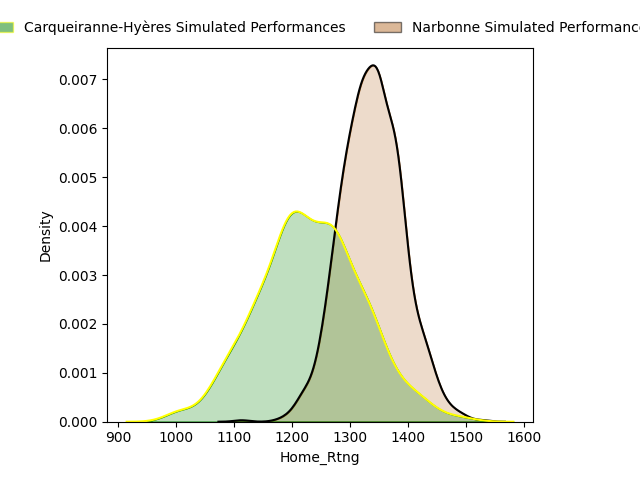 Carqueiranne-Hyères Simulated Performances
Narbonne Simulated Performanc
0.007
0.006
0.005
0.004
0.003
0.002
0.001
0.000
Density
900 1000 1100 1200 1300 1400 1500 1600
Home_Rtng